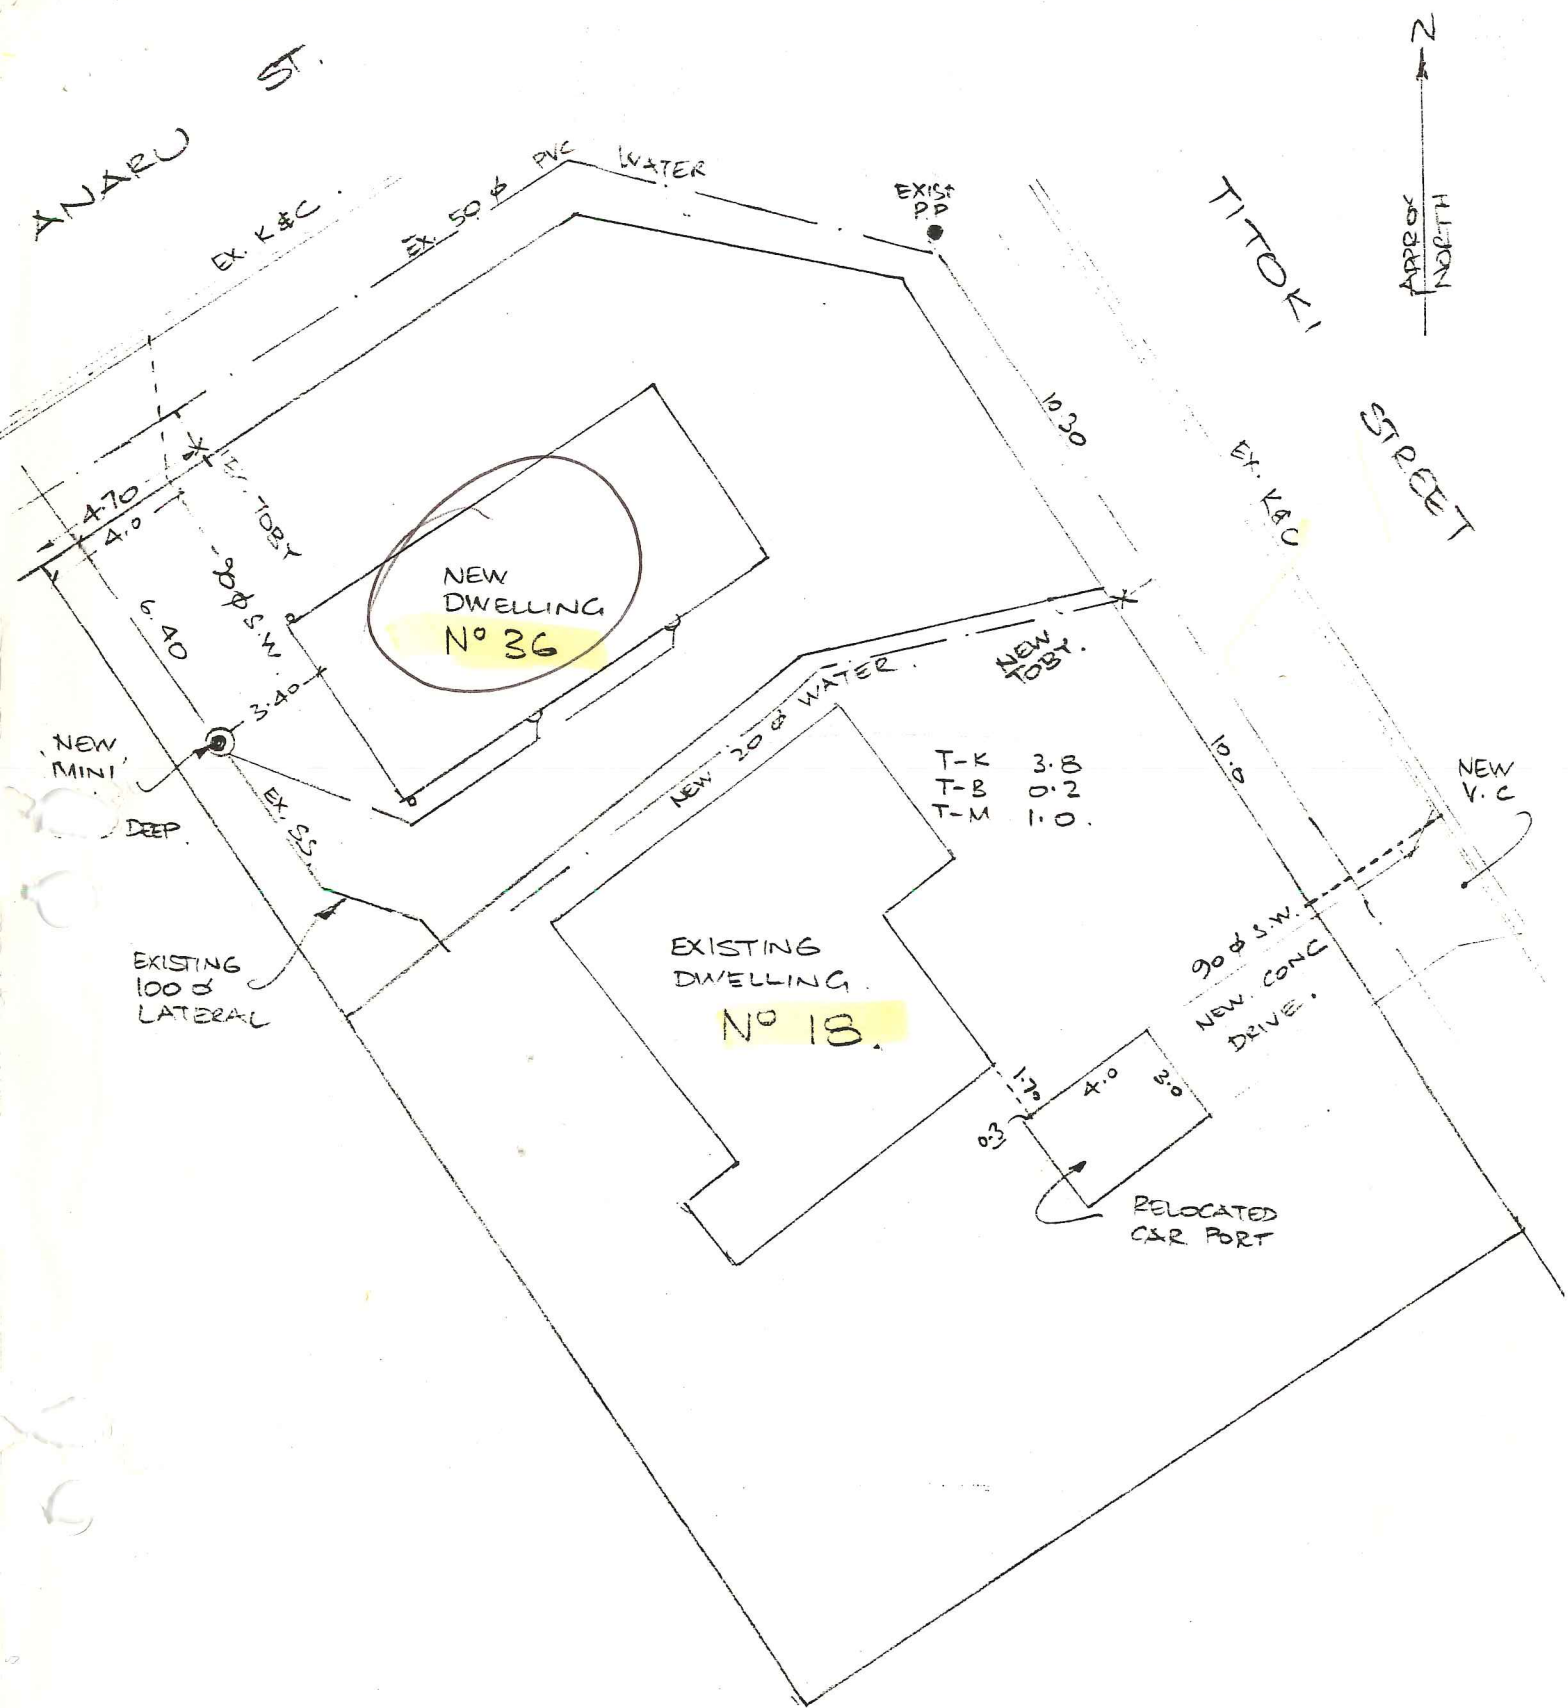 ANARU ST.
N
APPROX
NORTH
TITOKI STREET
EX. K&C.
EX. 50 Ø PVC WATER
EXIST
P.P
10.30
EX. K&C
4.70
4.0
EX. TOBY
90 Ø S.W.
6.40
3.40
NEW
DWELLING
Nº 36
NEW
TOBY.
NEW 20 Ø WATER.
'NEW
MINI'
DEEP.
EX. SS.
T-K 3.8
T-B 0.2
T-M 1.0.
10.0
NEW
V.C
EXISTING
100 Ø
LATERAL
EXISTING
DWELLING.
Nº 18.
90 Ø S.W.
NEW CONC
DRIVE.
1.70
4.0
3.0
0.3
RELOCATED
CAR PORT